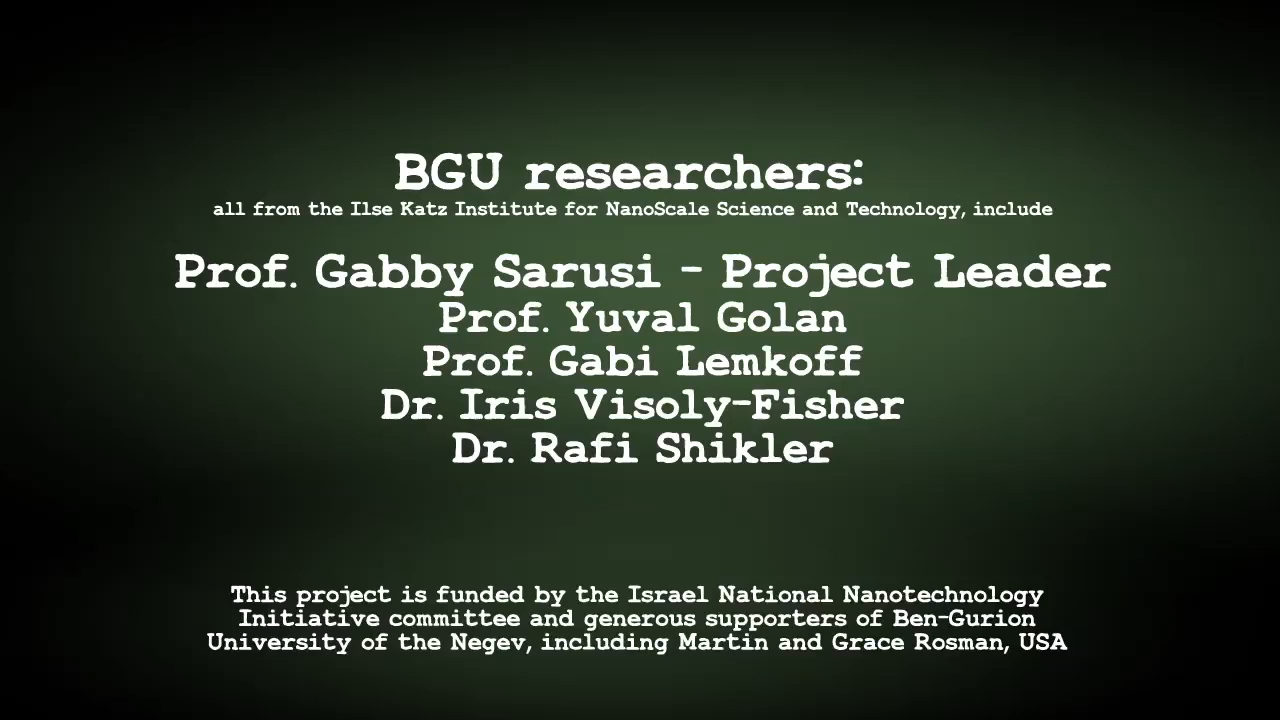 BGU researchers:
all from the Ilse Katz Institute for NanoScale Science and Technology, include
Prof. Gabby Sarusi - Project Leader
Prof. Yuval Golan
Prof. Gabi Lemkoff
Dr. Iris Visoly-Fisher
Dr. Rafi Shikler
This project is funded by the Israel National Nanotechnology
Initiative committee and generous supporters of Ben-Gurion
University of the Negev, including Martin and Grace Rosman, USA